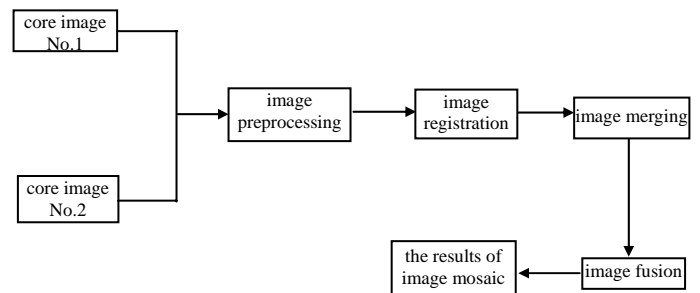 core image
No.1
image
preprocessing
image
registration
image merging
core image
No.2
the results of
image mosaic
image fusion